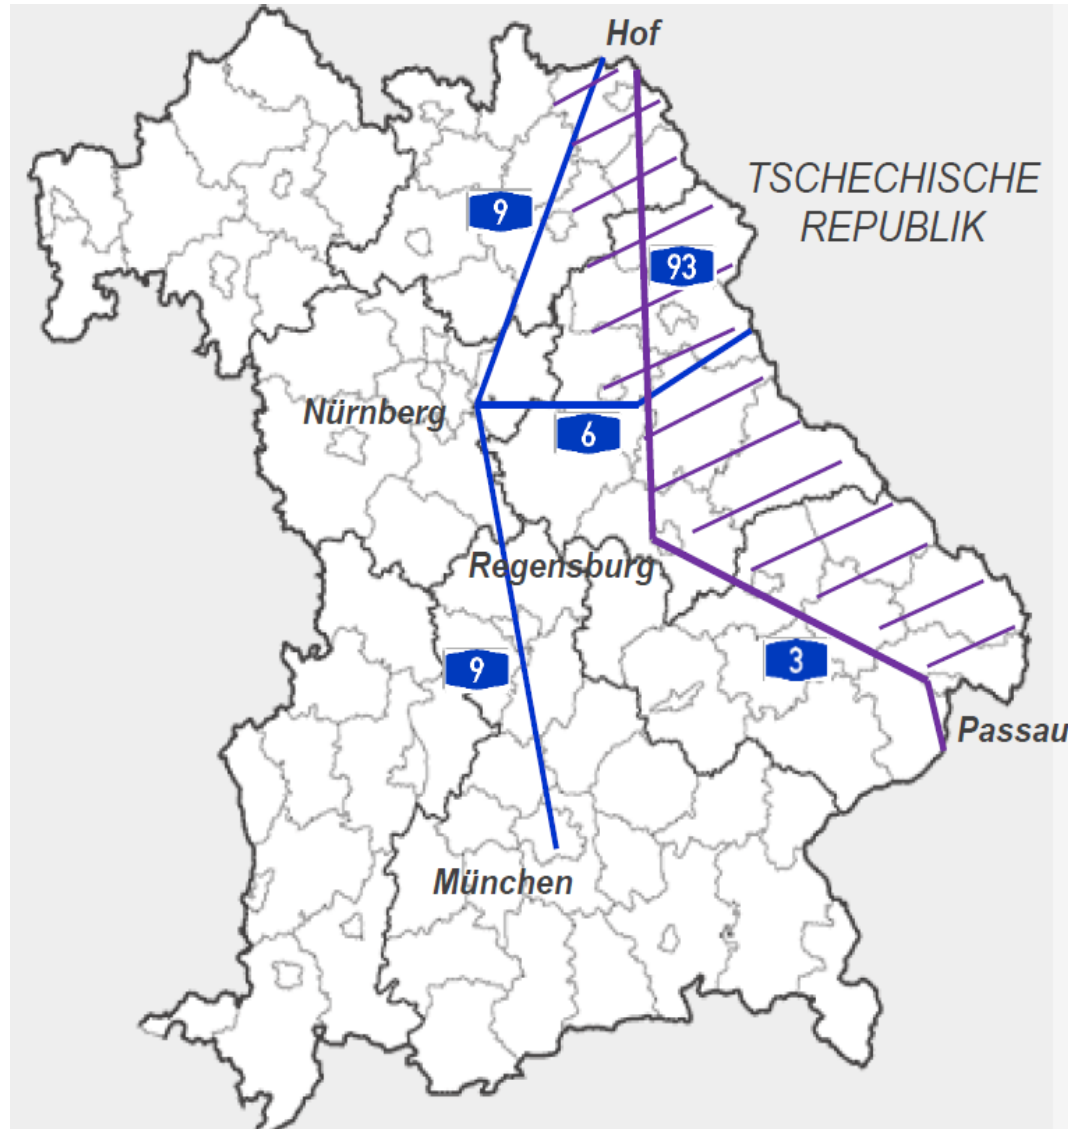 Hof
TSCHECHISCHE
REPUBLIK
9
93
Nürnberg
6
Regensburg
9
3
Passau
München